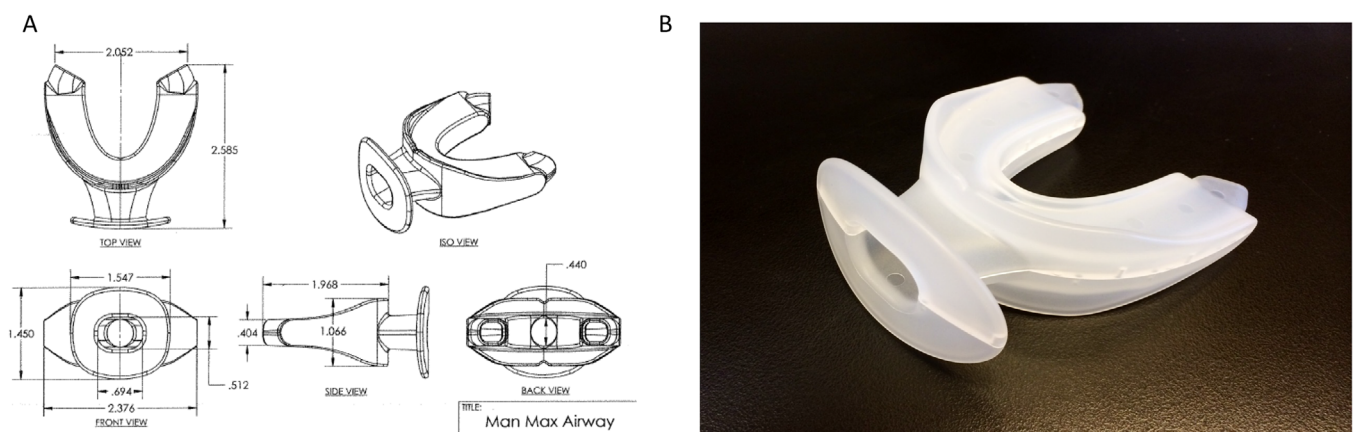 A
B
2.052
2.585
TOP VIEW
ISO VIEW
1.547
1.450
.512
.694
2.376
FRONT VIEW
1.968
.404
1.066
SIDE VIEW
.440
BACK VIEW
TITLE:
Man Max Airway